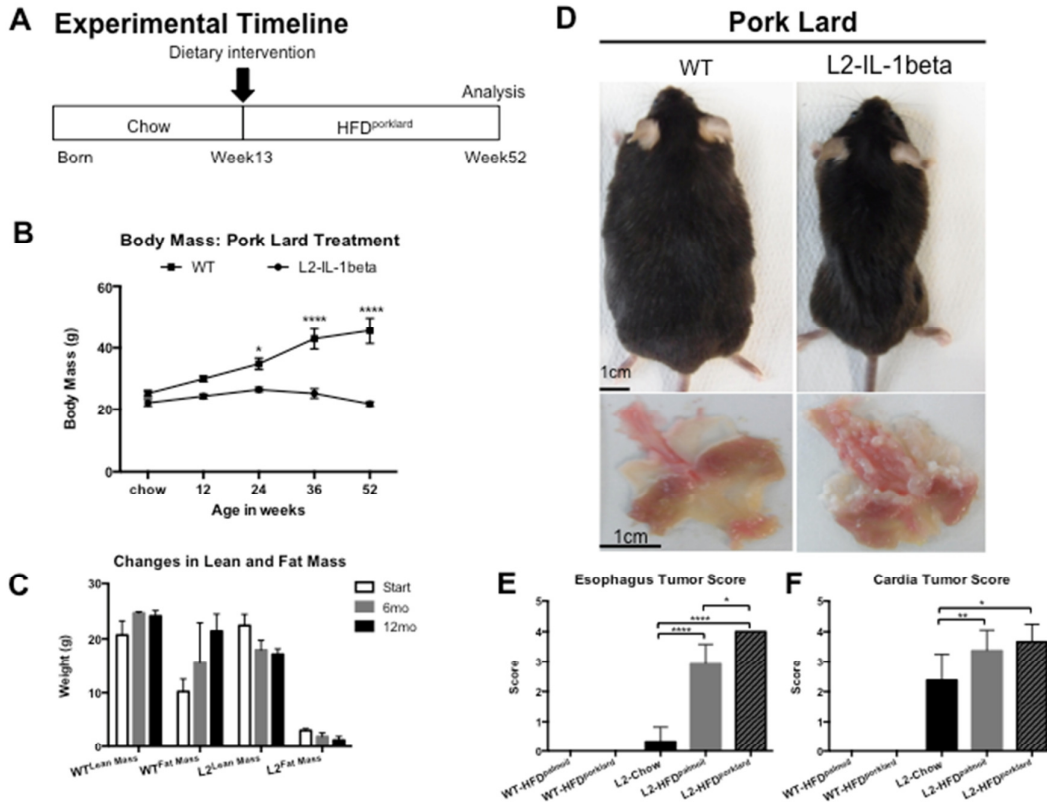 A Experimental Timeline
Dietary intervention
Analysis
Chow
HFDporklard
Born
Week13
Week52
B
Body Mass: Pork Lard Treatment
WT
L2-IL-1beta
Body Mass (g)
60
40
20
0
*
****
****
chow 12 24 36 52
Age in weeks
C
Changes in Lean and Fat Mass
Start
6mo
12mo
Weight (g)
30
20
10
0
WTLean Mass
WTFat Mass
L2Lean Mass
L2Fat Mass
D
Pork Lard
WT
L2-IL-1beta
1cm
1cm
E
Esophagus Tumor Score
Score
5
4
3
2
1
0
*
****
****
WT-HFDpalmoil
WT-HFDporklard
L2-Chow
L2-HFDpalmoil
L2-HFDporklard
F
Cardia Tumor Score
Score
5
4
3
2
1
0
*
**
WT-HFDpalmoil
WT-HFDporklard
L2-Chow
L2-HFDpalmoil
L2-HFDporklard